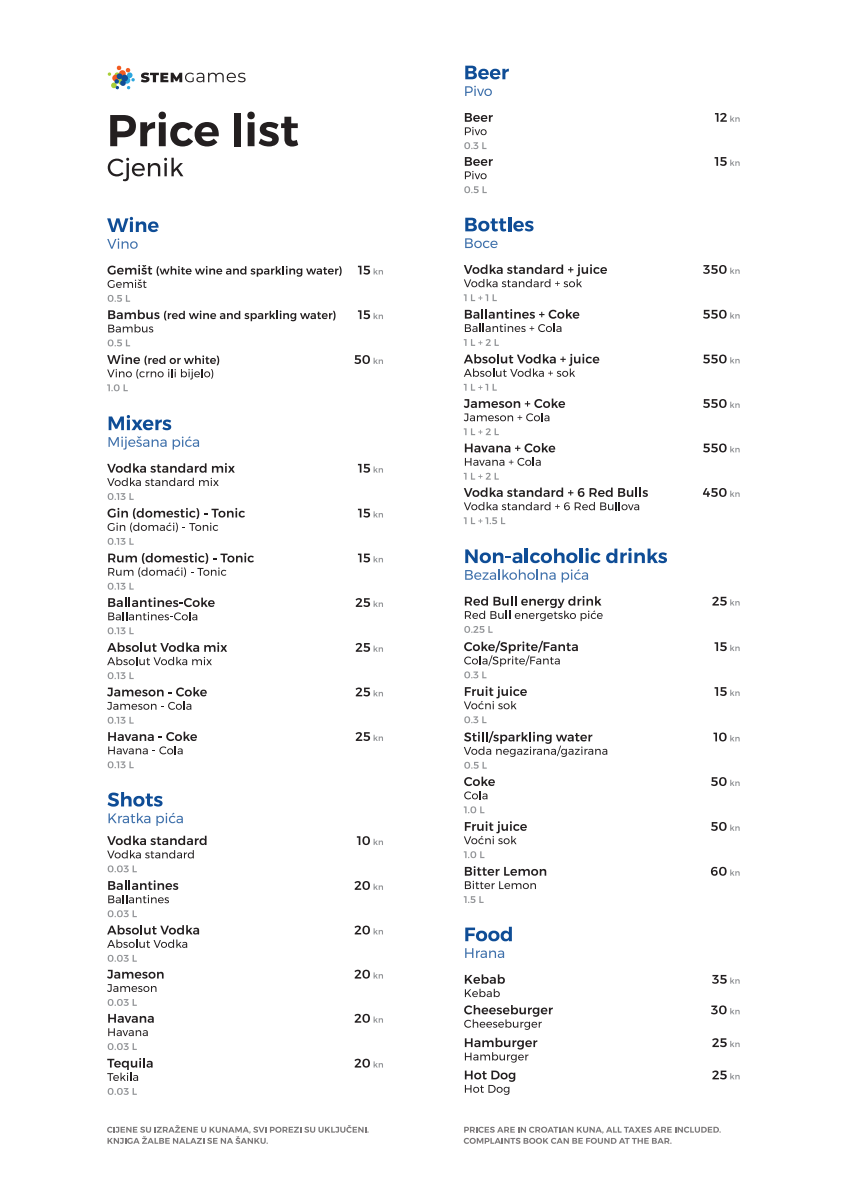 STEMGames
Price list
Cjenik
Wine
Vino
Gemišt (white wine and sparkling water) 15 kn
Gemišt
0.5 L
Bambus (red wine and sparkling water) 15 kn
Bambus
0.5 L
Wine (red or white) 50 kn
Vino (crno ili bijelo)
1.0 L
Mixers
Miješana pića
Vodka standard mix 15 kn
Vodka standard mix
0.13 L
Gin (domestic) - Tonic 15 kn
Gin (domaći) - Tonic
0.13 L
Rum (domestic) - Tonic 15 kn
Rum (domaći) - Tonic
0.13 L
Ballantines-Coke 25 kn
Ballantines-Cola
0.13 L
Absolut Vodka mix 25 kn
Absolut Vodka mix
0.13 L
Jameson - Coke 25 kn
Jameson - Cola
0.13 L
Havana - Coke 25 kn
Havana - Cola
0.13 L
Shots
Kratka pića
Vodka standard 10 kn
Vodka standard
0.03 L
Ballantines 20 kn
Ballantines
0.03 L
Absolut Vodka 20 kn
Absolut Vodka
0.03 L
Jameson 20 kn
Jameson
0.03 L
Havana 20 kn
Havana
0.03 L
Tequila 20 kn
Tekila
0.03 L
CIJENE SU IZRAŽENE U KUNAMA, SVI POREZI SU UKLJUČENI.
KNJIGA ŽALBE NALAZI SE NA ŠANKU.
Beer
Pivo
Beer 12 kn
Pivo
0.3 L
Beer 15 kn
Pivo
0.5 L
Bottles
Boce
Vodka standard + juice 350 kn
Vodka standard + sok
1 L + 1 L
Ballantines + Coke 550 kn
Ballantines + Cola
1 L + 2 L
Absolut Vodka + juice 550 kn
Absolut Vodka + sok
1 L + 1 L
Jameson + Coke 550 kn
Jameson + Cola
1 L + 2 L
Havana + Coke 550 kn
Havana + Cola
1 L + 2 L
Vodka standard + 6 Red Bulls 450 kn
Vodka standard + 6 Red Bullova
1 L + 1.5 L
Non-alcoholic drinks
Bezalkoholna pića
Red Bull energy drink 25 kn
Red Bull energetsko piće
0.25 L
Coke/Sprite/Fanta 15 kn
Cola/Sprite/Fanta
0.3 L
Fruit juice 15 kn
Voćni sok
0.3 L
Still/sparkling water 10 kn
Voda negazirana/gazirana
0.5 L
Coke 50 kn
Cola
1.0 L
Fruit juice 50 kn
Voćni sok
1.0 L
Bitter Lemon 60 kn
Bitter Lemon
1.5 L
Food
Hrana
Kebab 35 kn
Kebab
Cheeseburger 30 kn
Cheeseburger
Hamburger 25 kn
Hamburger
Hot Dog 25 kn
Hot Dog
PRICES ARE IN CROATIAN KUNA, ALL TAXES ARE INCLUDED.
COMPLAINTS BOOK CAN BE FOUND AT THE BAR.